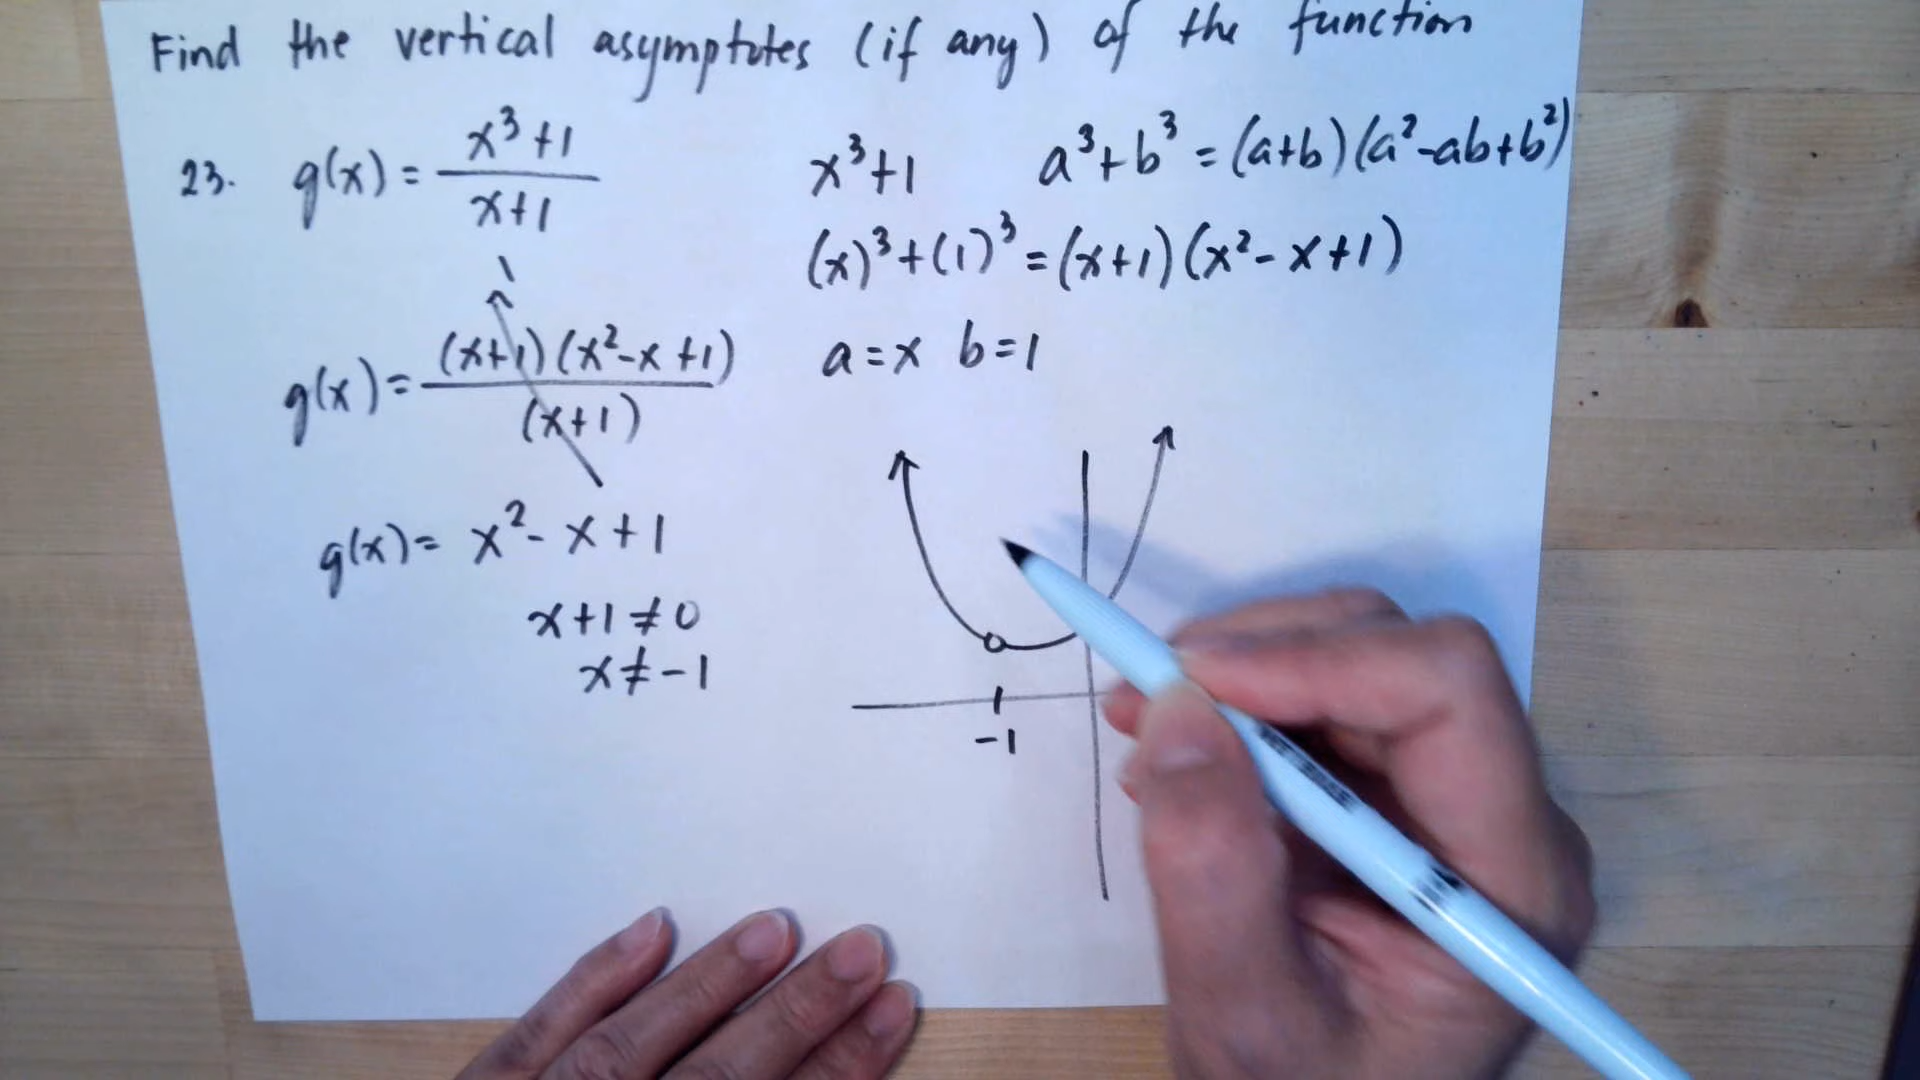 Find the vertical asymptotes (if any) of the function
23. g(x) = (x³+1)/(x+1)
x³+1 a³+b³ = (a+b)(a²-ab+b²)
(x)³+(1)³ = (x+1)(x²-x+1)
1
g(x) = (x+1)(x²-x+1)/(x+1)
a=x b=1
g(x) = x²-x+1
x+1≠0
x≠-1
-1